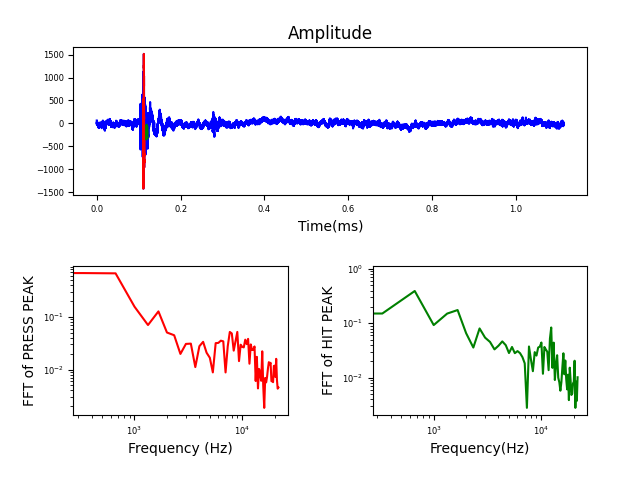 Amplitude
1500
1000
500
0
−500
−1000
−1500
0.0 0.2 0.4 0.6 0.8 1.0
Time(ms)
FFT of PRESS PEAK
10⁻¹
10⁻²
10³ 10⁴
Frequency (Hz)
FFT of HIT PEAK
10⁰
10⁻¹
10⁻²
10³ 10⁴
Frequency(Hz)